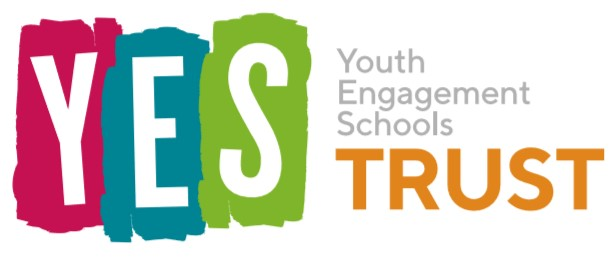 YES
Youth
Engagement
Schools
TRUST